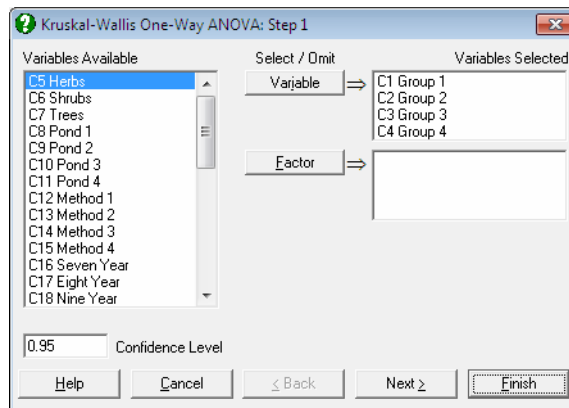 Kruskal-Wallis One-Way ANOVA: Step 1
Variables Available
Select / Omit
Variables Selected
C5 Herbs
C6 Shrubs
C7 Trees
C8 Pond 1
C9 Pond 2
C10 Pond 3
C11 Pond 4
C12 Method 1
C13 Method 2
C14 Method 3
C15 Method 4
C16 Seven Year
C17 Eight Year
C18 Nine Year
Variable
C1 Group 1
C2 Group 2
C3 Group 3
C4 Group 4
Factor
0.95 Confidence Level
Help Cancel < Back Next > Finish